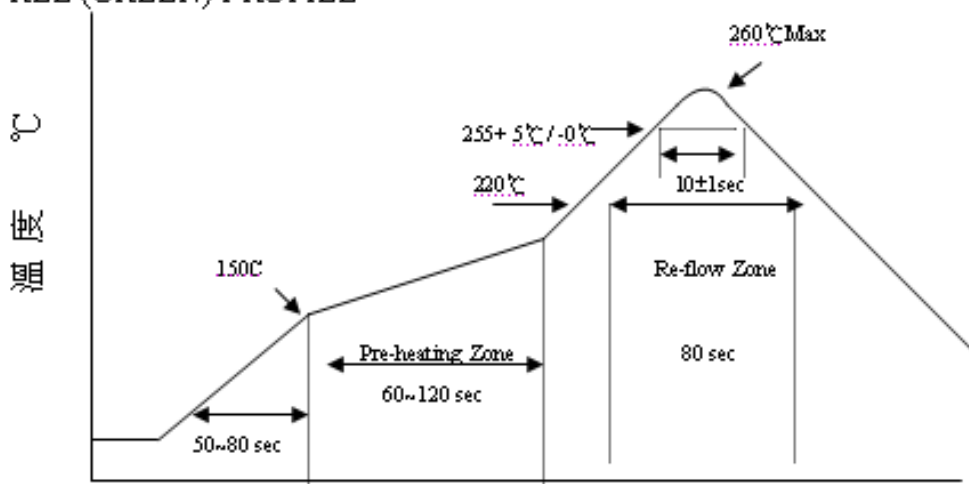 260℃Max
255+ 5℃/-0℃
10±1sec
220℃
150C
Re-flow Zone
Pre-heating Zone
80 sec
60~120 sec
50~80 sec
温度 ℃